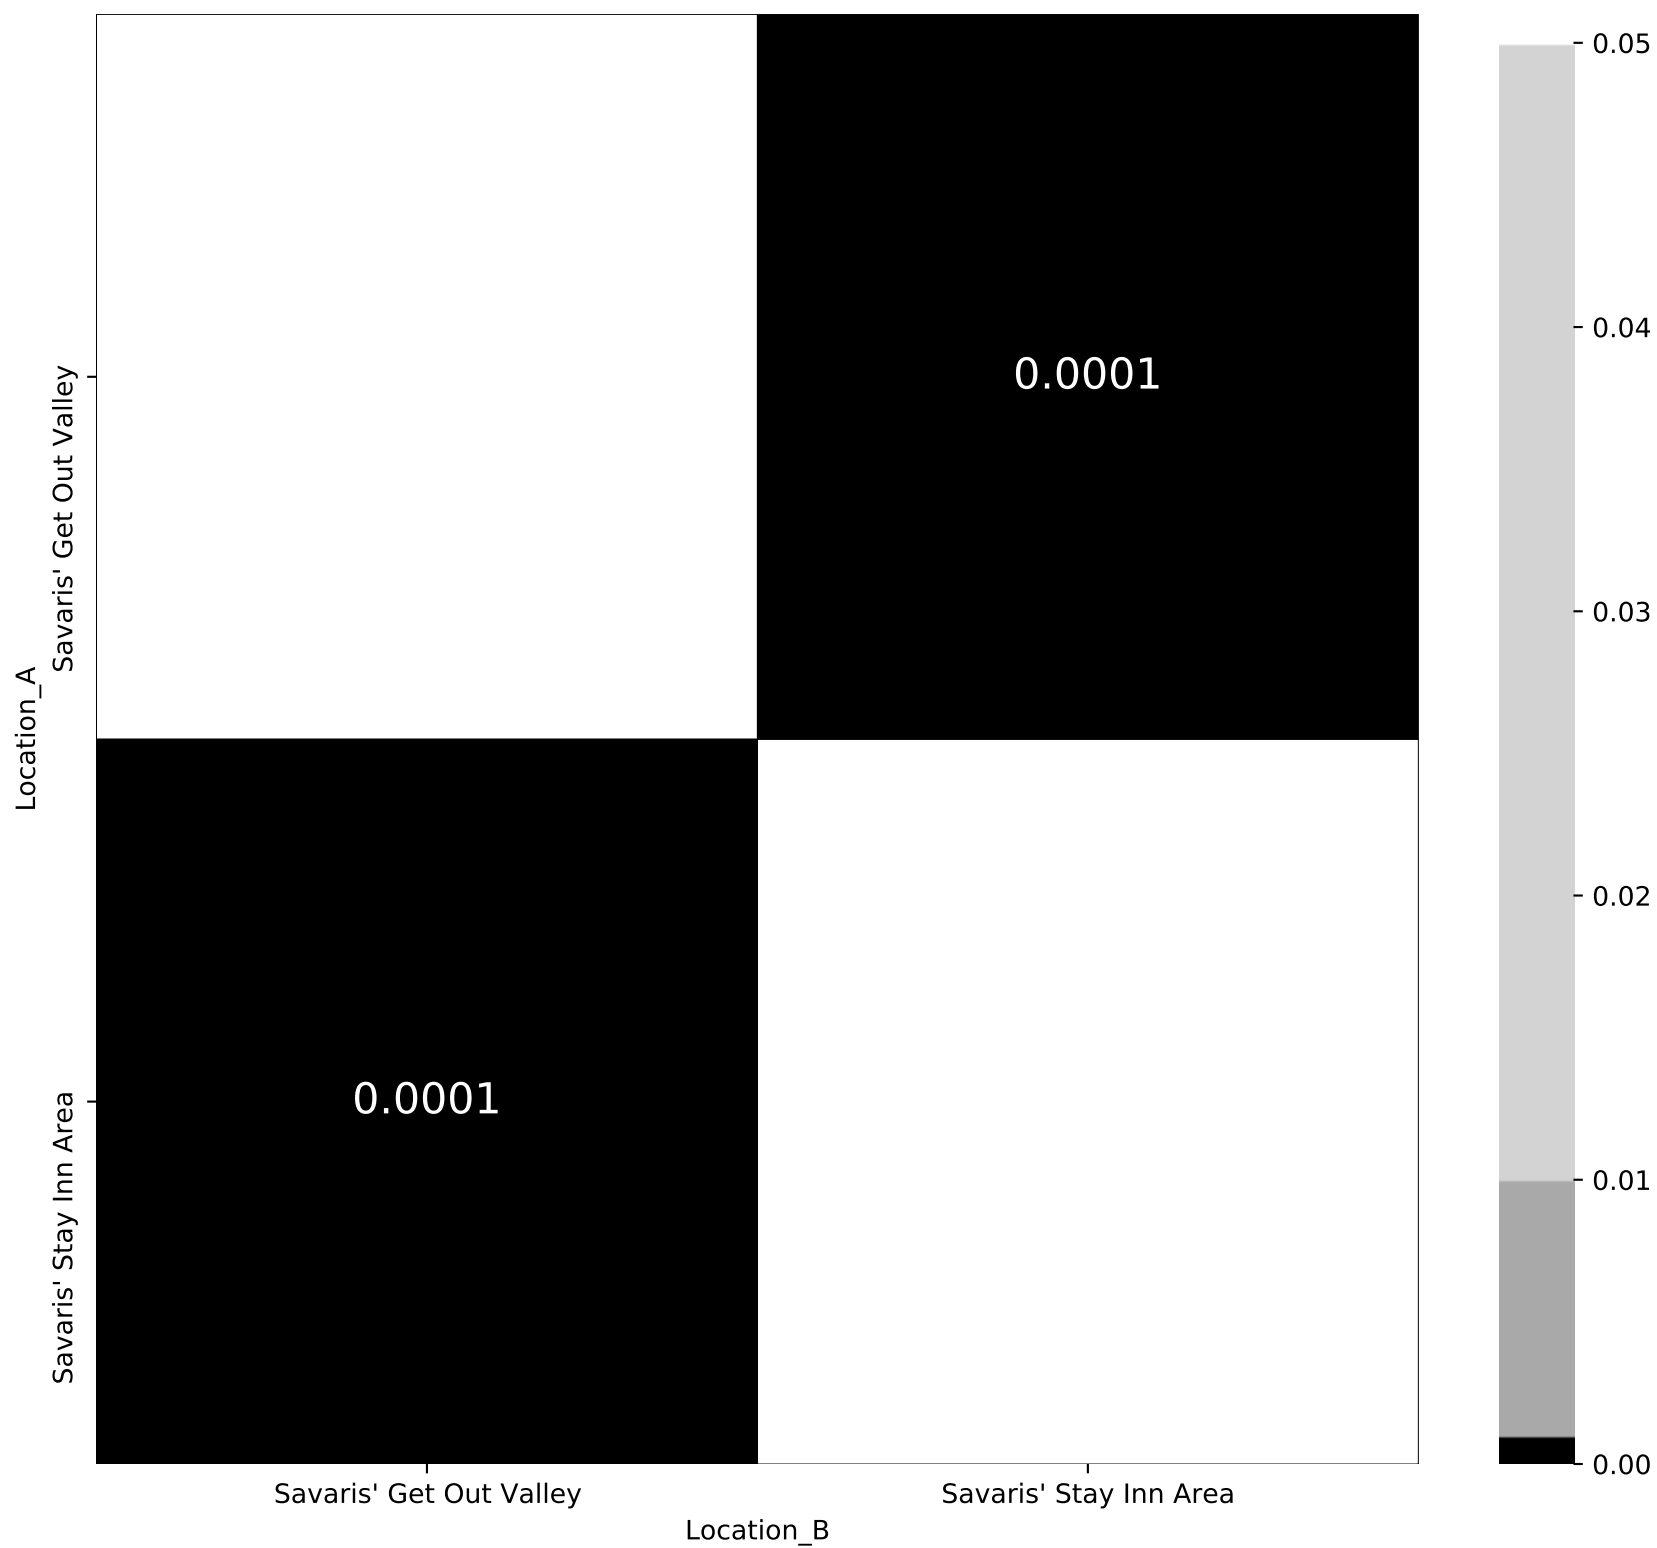 0.05
0.04
0.03
0.02
0.01
0.00
0.0001
0.0001
Location_A
Savaris' Get Out Valley
Savaris' Stay Inn Area
Savaris' Get Out Valley
Savaris' Stay Inn Area
Location_B